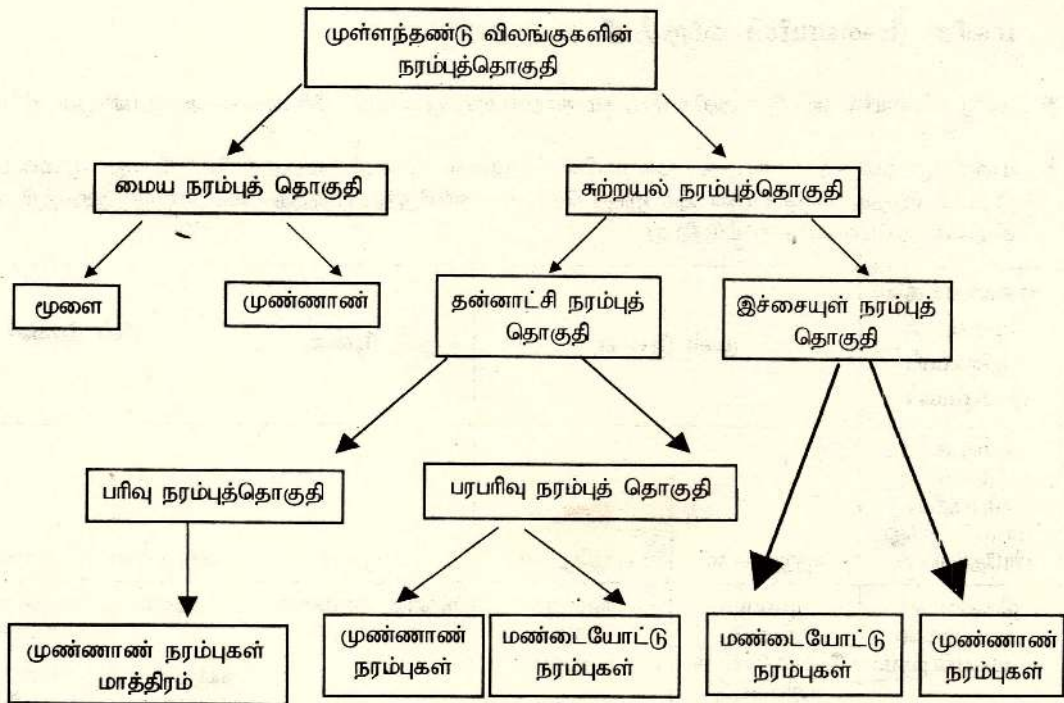 முள்ளந்தண்டு விலங்குகளின்
நரம்புத்தொகுதி
மைய நரம்புத் தொகுதி
சுற்றயல் நரம்புத்தொகுதி
மூளை
முண்ணாண்
தன்னாட்சி நரம்புத்
தொகுதி
இச்சையுள் நரம்புத்
தொகுதி
பரிவு நரம்புத்தொகுதி
பரபரிவு நரம்புத் தொகுதி
முண்ணாண் நரம்புகள்
மாத்திரம்
முண்ணாண்
நரம்புகள்
மண்டையோட்டு
நரம்புகள்
மண்டையோட்டு
நரம்புகள்
முண்ணாண்
நரம்புகள்